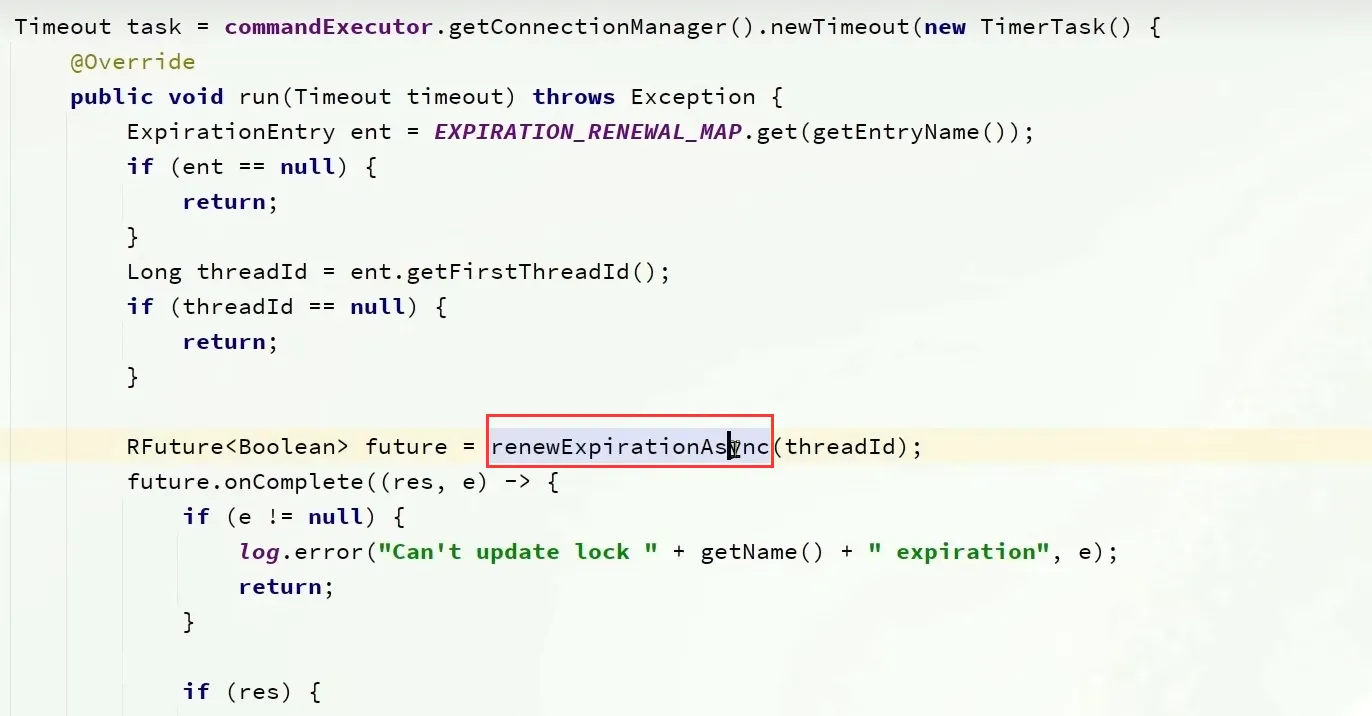 Timeout task = commandExecutor.getConnectionManager().newTimeout(new TimerTask() {
@Override
public void run(Timeout timeout) throws Exception {
ExpirationEntry ent = EXPIRATION_RENEWAL_MAP.get(getEntryName());
if (ent == null) {
return;
}
Long threadId = ent.getFirstThreadId();
if (threadId == null) {
return;
}
RFuture<Boolean> future = renewExpirationAsync(threadId);
future.onComplete((res, e) -> {
if (e != null) {
log.error("Can't update lock " + getName() + " expiration", e);
return;
}
if (res) {